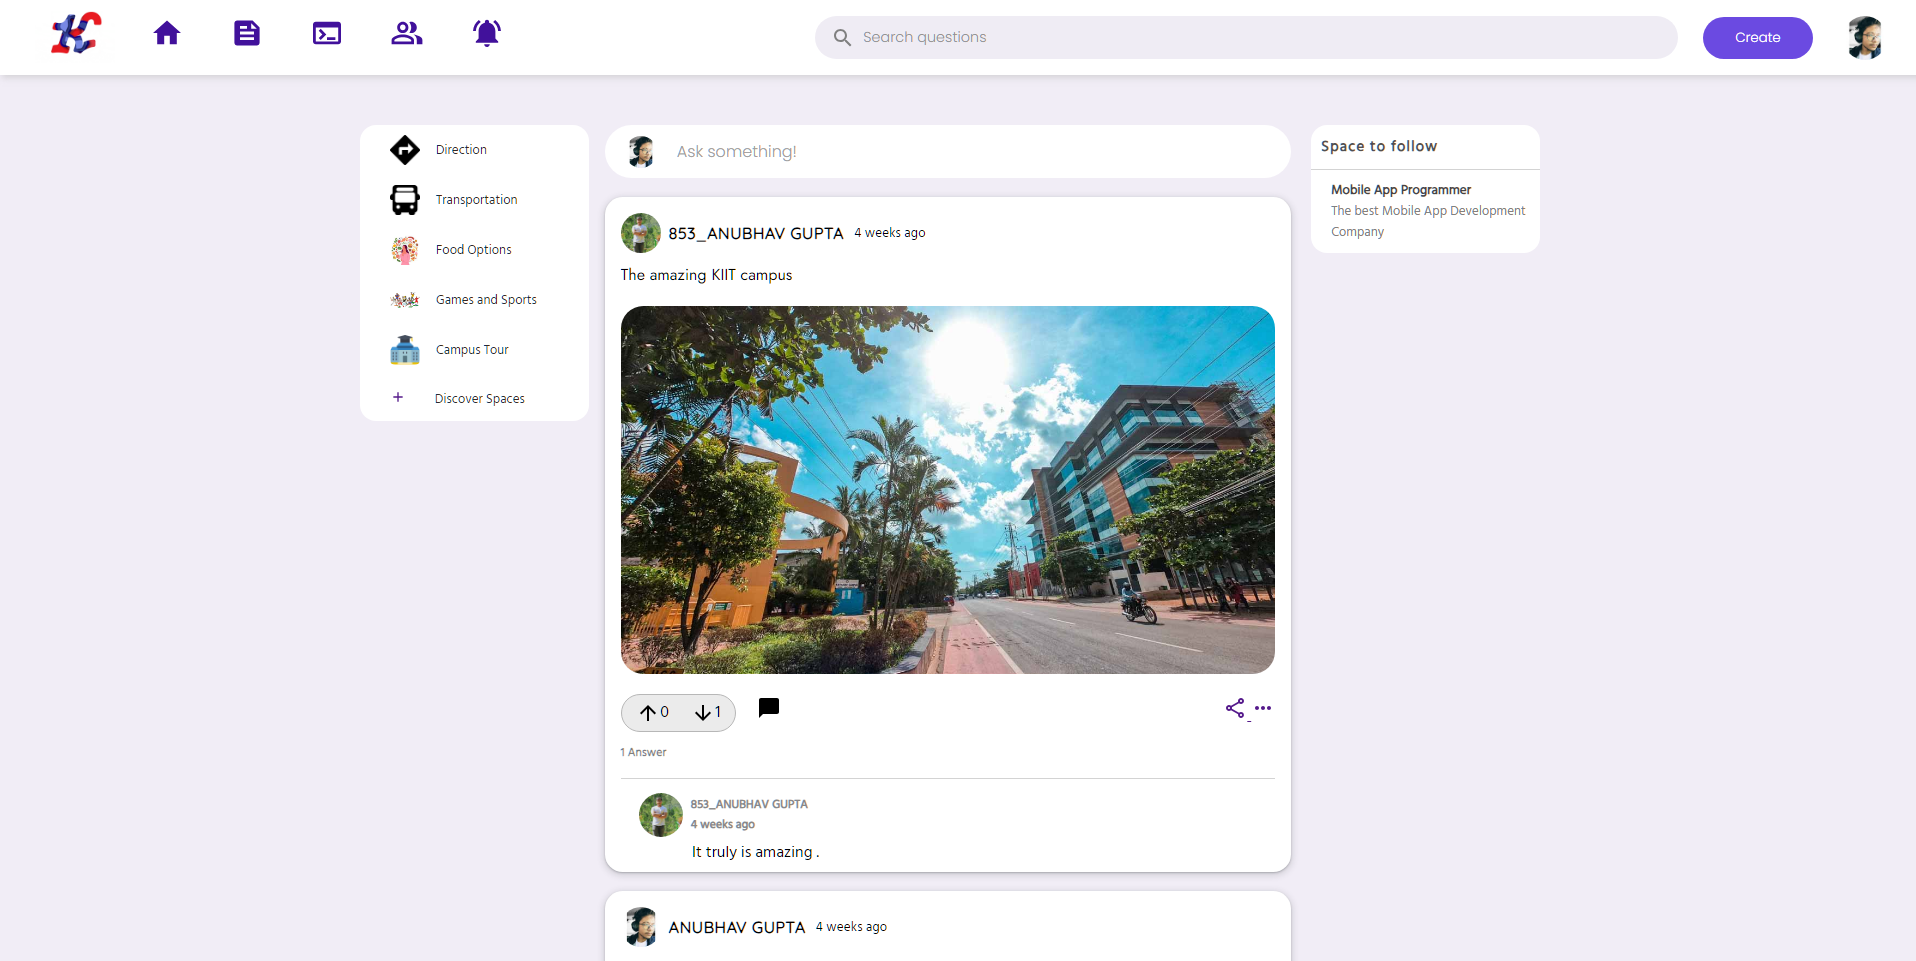 Search questions
Create
Direction
Transportation
Food Options
Games and Sports
Campus Tour
+ Discover Spaces
Ask something!
853_ANUBHAV GUPTA 4 weeks ago
The amazing KIIT campus
0 1
1 Answer
853_ANUBHAV GUPTA
4 weeks ago
It truly is amazing .
ANUBHAV GUPTA 4 weeks ago
Space to follow
Mobile App Programmer
The best Mobile App Development
Company